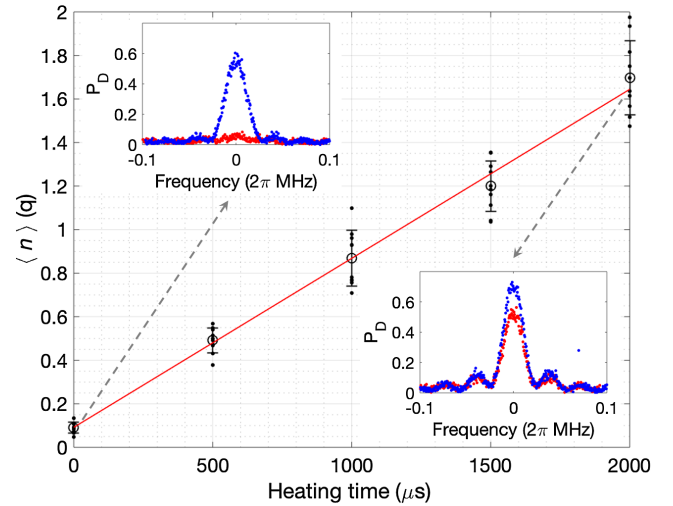 2
1.8
1.6
1.4
1.2
1
0.8
0.6
0.4
0.2
0
⟨ n ⟩ (q)
0 500 1000 1500 2000
Heating time (μs)
0.6
0.4
0.2
0
P_D
-0.1 0 0.1
Frequency (2π MHz)
0.6
0.4
0.2
0
P_D
-0.1 0 0.1
Frequency (2π MHz)